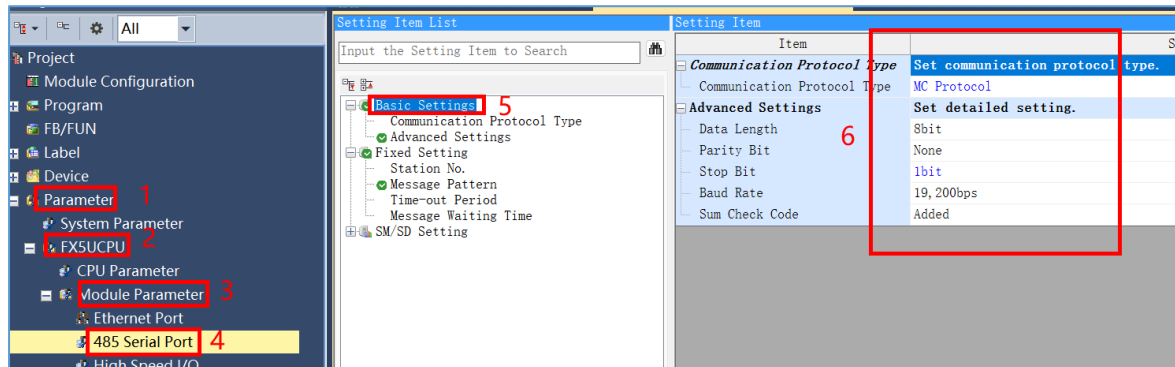 All
Project
Module Configuration
Program
FB/FUN
Label
Device
Parameter 1
System Parameter
FX5UCPU 2
CPU Parameter
Module Parameter 3
Ethernet Port
485 Serial Port 4
High Speed I/O
Setting Item List
Input the Setting Item to Search
Basic Settings 5
Communication Protocol Type
Advanced Settings
Fixed Setting
Station No.
Message Pattern
Time-out Period
Message Waiting Time
SM/SD Setting
Setting Item
Item S
Communication Protocol Type Set communication protocol type.
Communication Protocol Type MC Protocol
Advanced Settings Set detailed setting.
Data Length 8bit
6
Parity Bit None
Stop Bit 1bit
Baud Rate 19,200bps
Sum Check Code Added